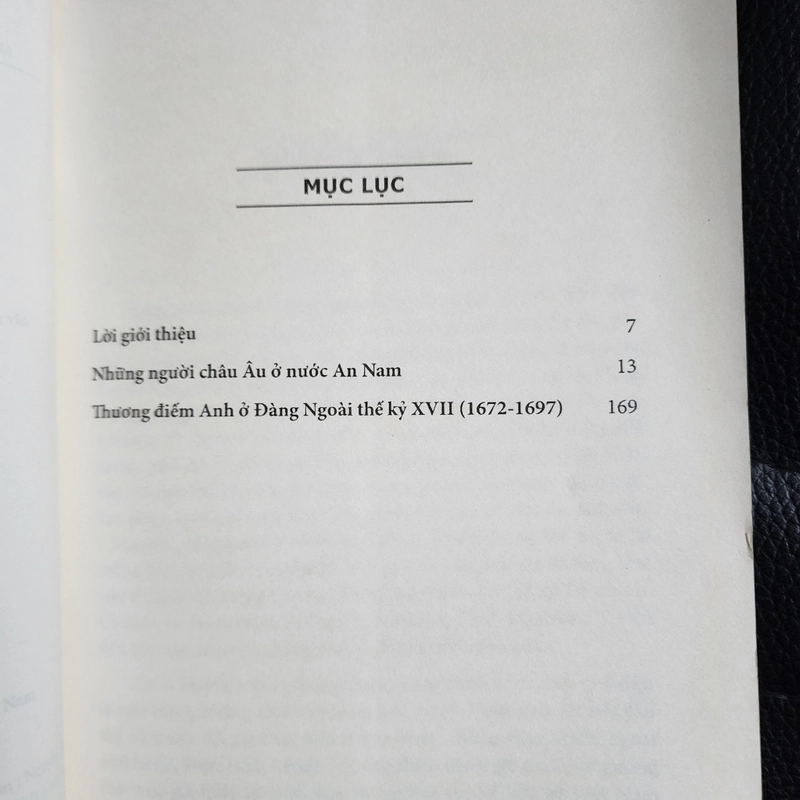 MỤC LỤC
Lời giới thiệu 7
Những người châu Âu ở nước An Nam 13
Thương điếm Anh ở Đàng Ngoài thế kỷ XVII (1672-1697) 169